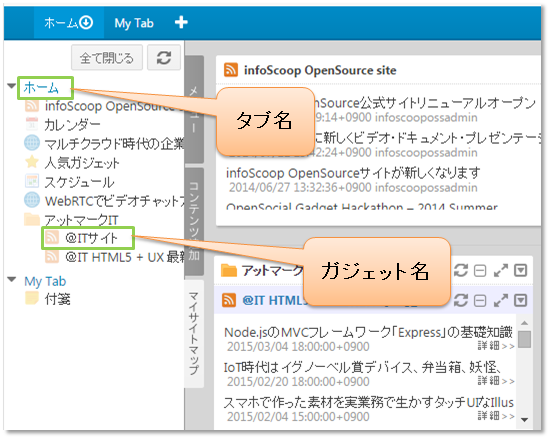 ホーム My Tab +
全て閉じる
ホーム
infoScoop OpenSource
カレンダー
マルチクラウド時代の企業
人気ガジェット
スケジュール
WebRTCでビデオチャット
アットマークIT
@ITサイト
@IT HTML5 + UX 最新
My Tab
付箋
コンテンツ追加
マイサイトマップ
タブ名
ガジェット名
infoScoop OpenSource site
Source公式サイトリニューアルオープン
:39:14+0900 infoscoopossadmin
に新しくビデオ・ドキュメント・プレゼンテー
:42:24+0900 infoscoopossadmin
infoScoop OpenSourceサイトが新しくなります
2014/06/27 13:32:36+0900 infoscoopossadmin
OpenSocial Gadget Hackathon – 2014 Summer
アットマーク
@IT HTML5
Node.jsのMVCフレームワーク「Express」の基礎知識
2015/03/04 18:00:00+0900 詳細>>
IoT時代はイグノーベル賞デバイス、弁当箱、妖怪、
2015/02/20 18:00:00+0900 詳細>>
スマホで作った素材を実業務で生かすタッチUIなIllus
2015/02/04 15:00:00+0900 詳細>>